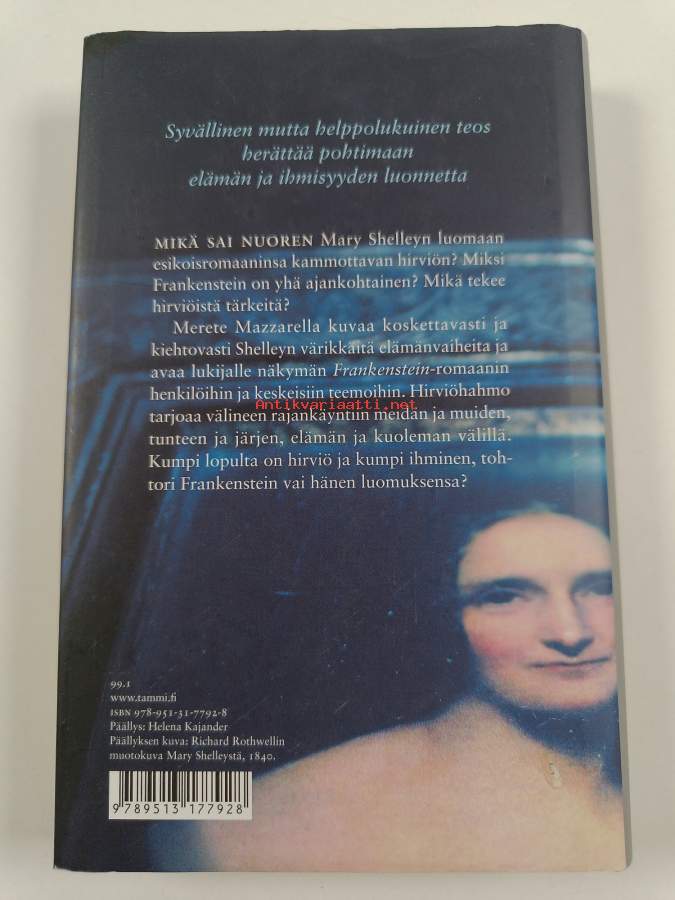 Syvällinen mutta helppolukuinen teos
herättää pohtimaan
elämän ja ihmisyyden luonnetta
MIKÄ SAI NUOREN Mary Shelleyn luomaan
esikoisromaaninsa kammottavan hirviön? Miksi
Frankenstein on yhä ajankohtainen? Mikä tekee
hirviöistä tärkeitä?
Merete Mazzarella kuvaa koskettavasti ja
kiehtovasti Shelleyn värikkäitä elämänvaiheita ja
avaa lukijalle näkymän Frankenstein-romaanin
henkilöihin ja keskeisiin teemoihin. Hirviöhahmo
Antikvariaatti.net
tarjoaa välineen rajankäyntiin meidän ja muiden,
tunteen ja järjen, elämän ja kuoleman välillä.
Kumpi lopulta on hirviö ja kumpi ihminen, toh-
tori Frankenstein vai hänen luomuksensa?
99.1
www.tammi.fi
ISBN 978-951-31-7792-8
Päällys: Helena Kajander
Päällyksen kuva: Richard Rothwellin
muotokuva Mary Shelleystä, 1840.
9 789513 177928